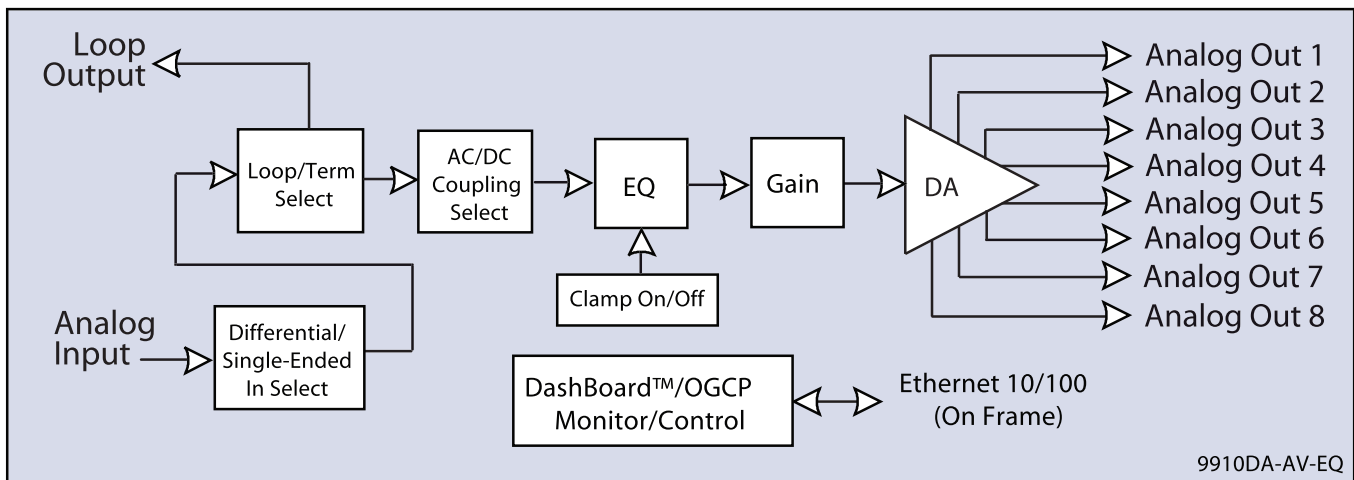 Loop
Output
Loop/Term
Select
AC/DC
Coupling
Select
EQ
Gain
DA
Analog Out 1
Analog Out 2
Analog Out 3
Analog Out 4
Analog Out 5
Analog Out 6
Analog Out 7
Analog Out 8
Clamp On/Off
Analog
Input
Differential/
Single-Ended
In Select
DashBoard™/OGCP
Monitor/Control
Ethernet 10/100
(On Frame)
9910DA-AV-EQ